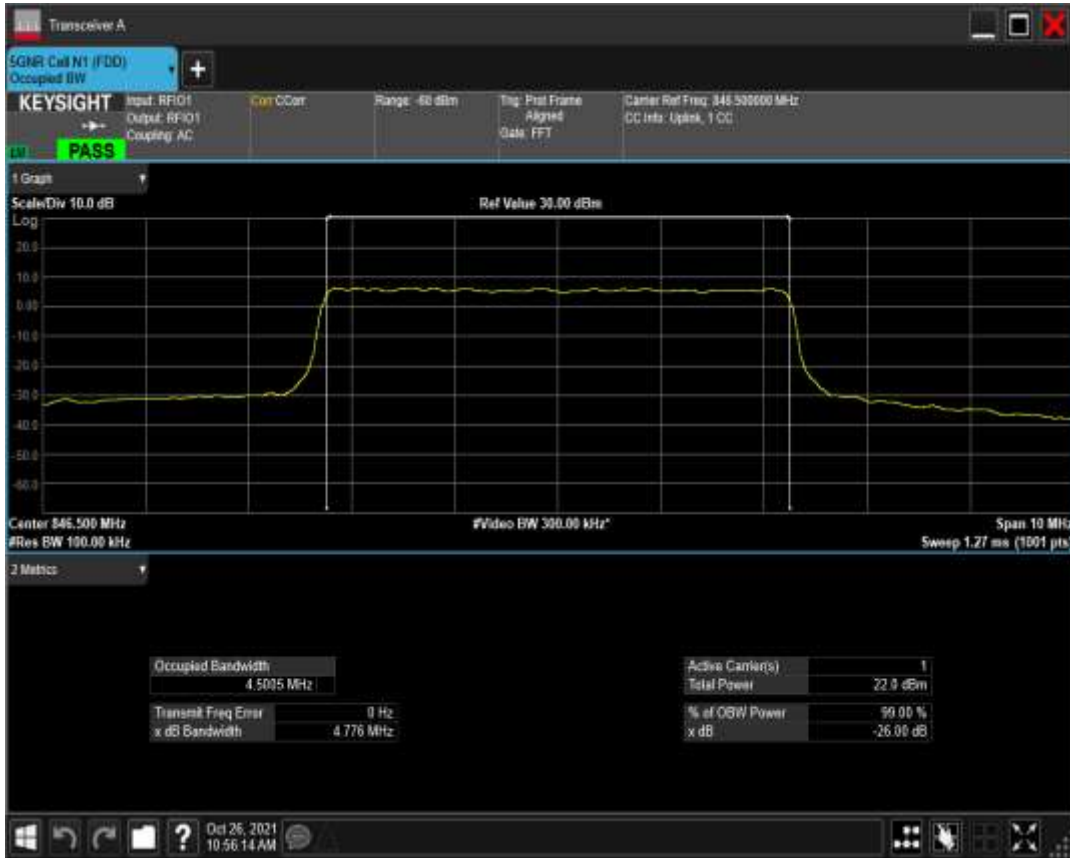 Transceiver A
5GNR Cell N1 (FDD)
Occupied BW
KEYSIGHT
Input: RFIO1
Output: RFIO1
Coupling: AC
Corr CCorr
Range: -60 dBm
Trig: Prot Frame
Aligned
Gate: FFT
Carrier Ref Freq: 846.500000 MHz
CC Info: Uplink, 1 CC
PASS
1 Graph
Scale/Div 10.0 dB
Ref Value 30.00 dBm
Log
20.0
10.0
0.00
-10.0
-20.0
-30.0
-40.0
-50.0
-60.0
Center 846.500 MHz
#Video BW 300.00 kHz*
Span 10 MHz
#Res BW 100.00 kHz
Sweep 1.27 ms (1001 pts)
2 Metrics
Occupied Bandwidth
4.5005 MHz
Transmit Freq Error 0 Hz
x dB Bandwidth 4.776 MHz
Active Carrier(s) 1
Total Power 22.0 dBm
% of OBW Power 99.00 %
x dB -26.00 dB
Oct 26, 2021
10:56:14 AM